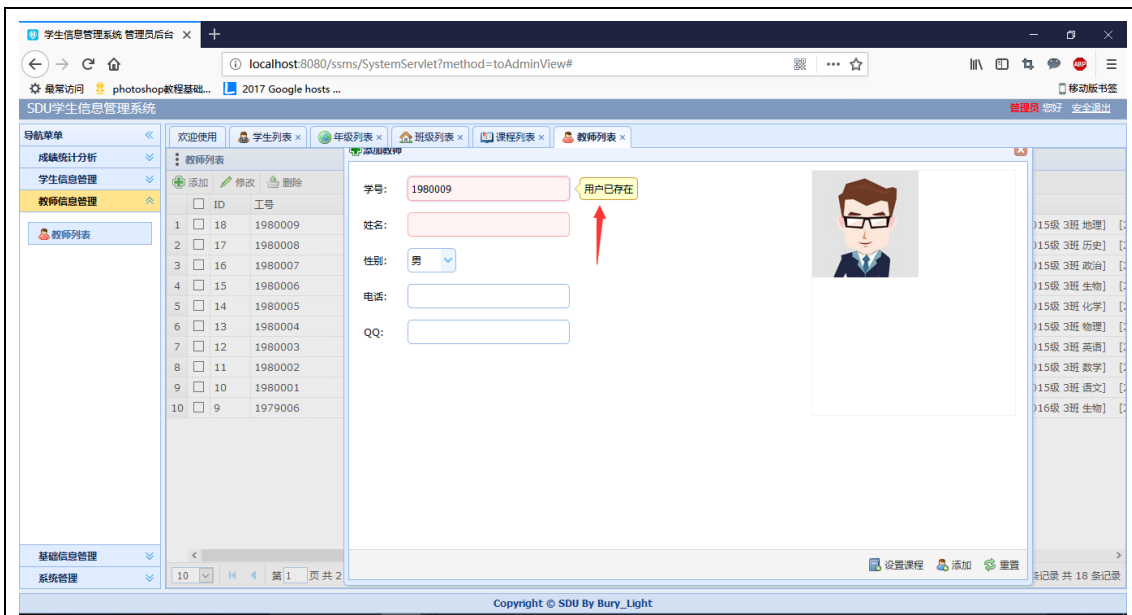 学生信息管理系统 管理员后台
localhost:8080/ssms/SystemServlet?method=toAdminView#
最常访问 photoshop教程基础... 2017 Google hosts ... 移动版书签
SDU学生信息管理系统 管理员 您好 安全退出
导航菜单 欢迎使用 学生列表 年级列表 班级列表 课程列表 教师列表
成绩统计分析 教师列表 添加教师
学生信息管理 添加 修改 删除 学号: 1980009 用户已存在
教师信息管理 ID 工号
教师列表 1 18 1980009 姓名: 015级 3班 地理]
2 17 1980008 015级 3班 历史]
3 16 1980007 性别: 男 015级 3班 政治]
4 15 1980006 电话: 015级 3班 生物]
5 14 1980005 015级 3班 化学]
6 13 1980004 QQ: 015级 3班 物理]
7 12 1980003 015级 3班 英语]
8 11 1980002 015级 3班 数学]
9 10 1980001 015级 3班 语文]
10 9 1979006 016级 3班 生物]
基础信息管理 设置课程 添加 重置
系统管理 10 第 1 页 共 2 条记录 共 18 条记录
Copyright © SDU By Bury_Light